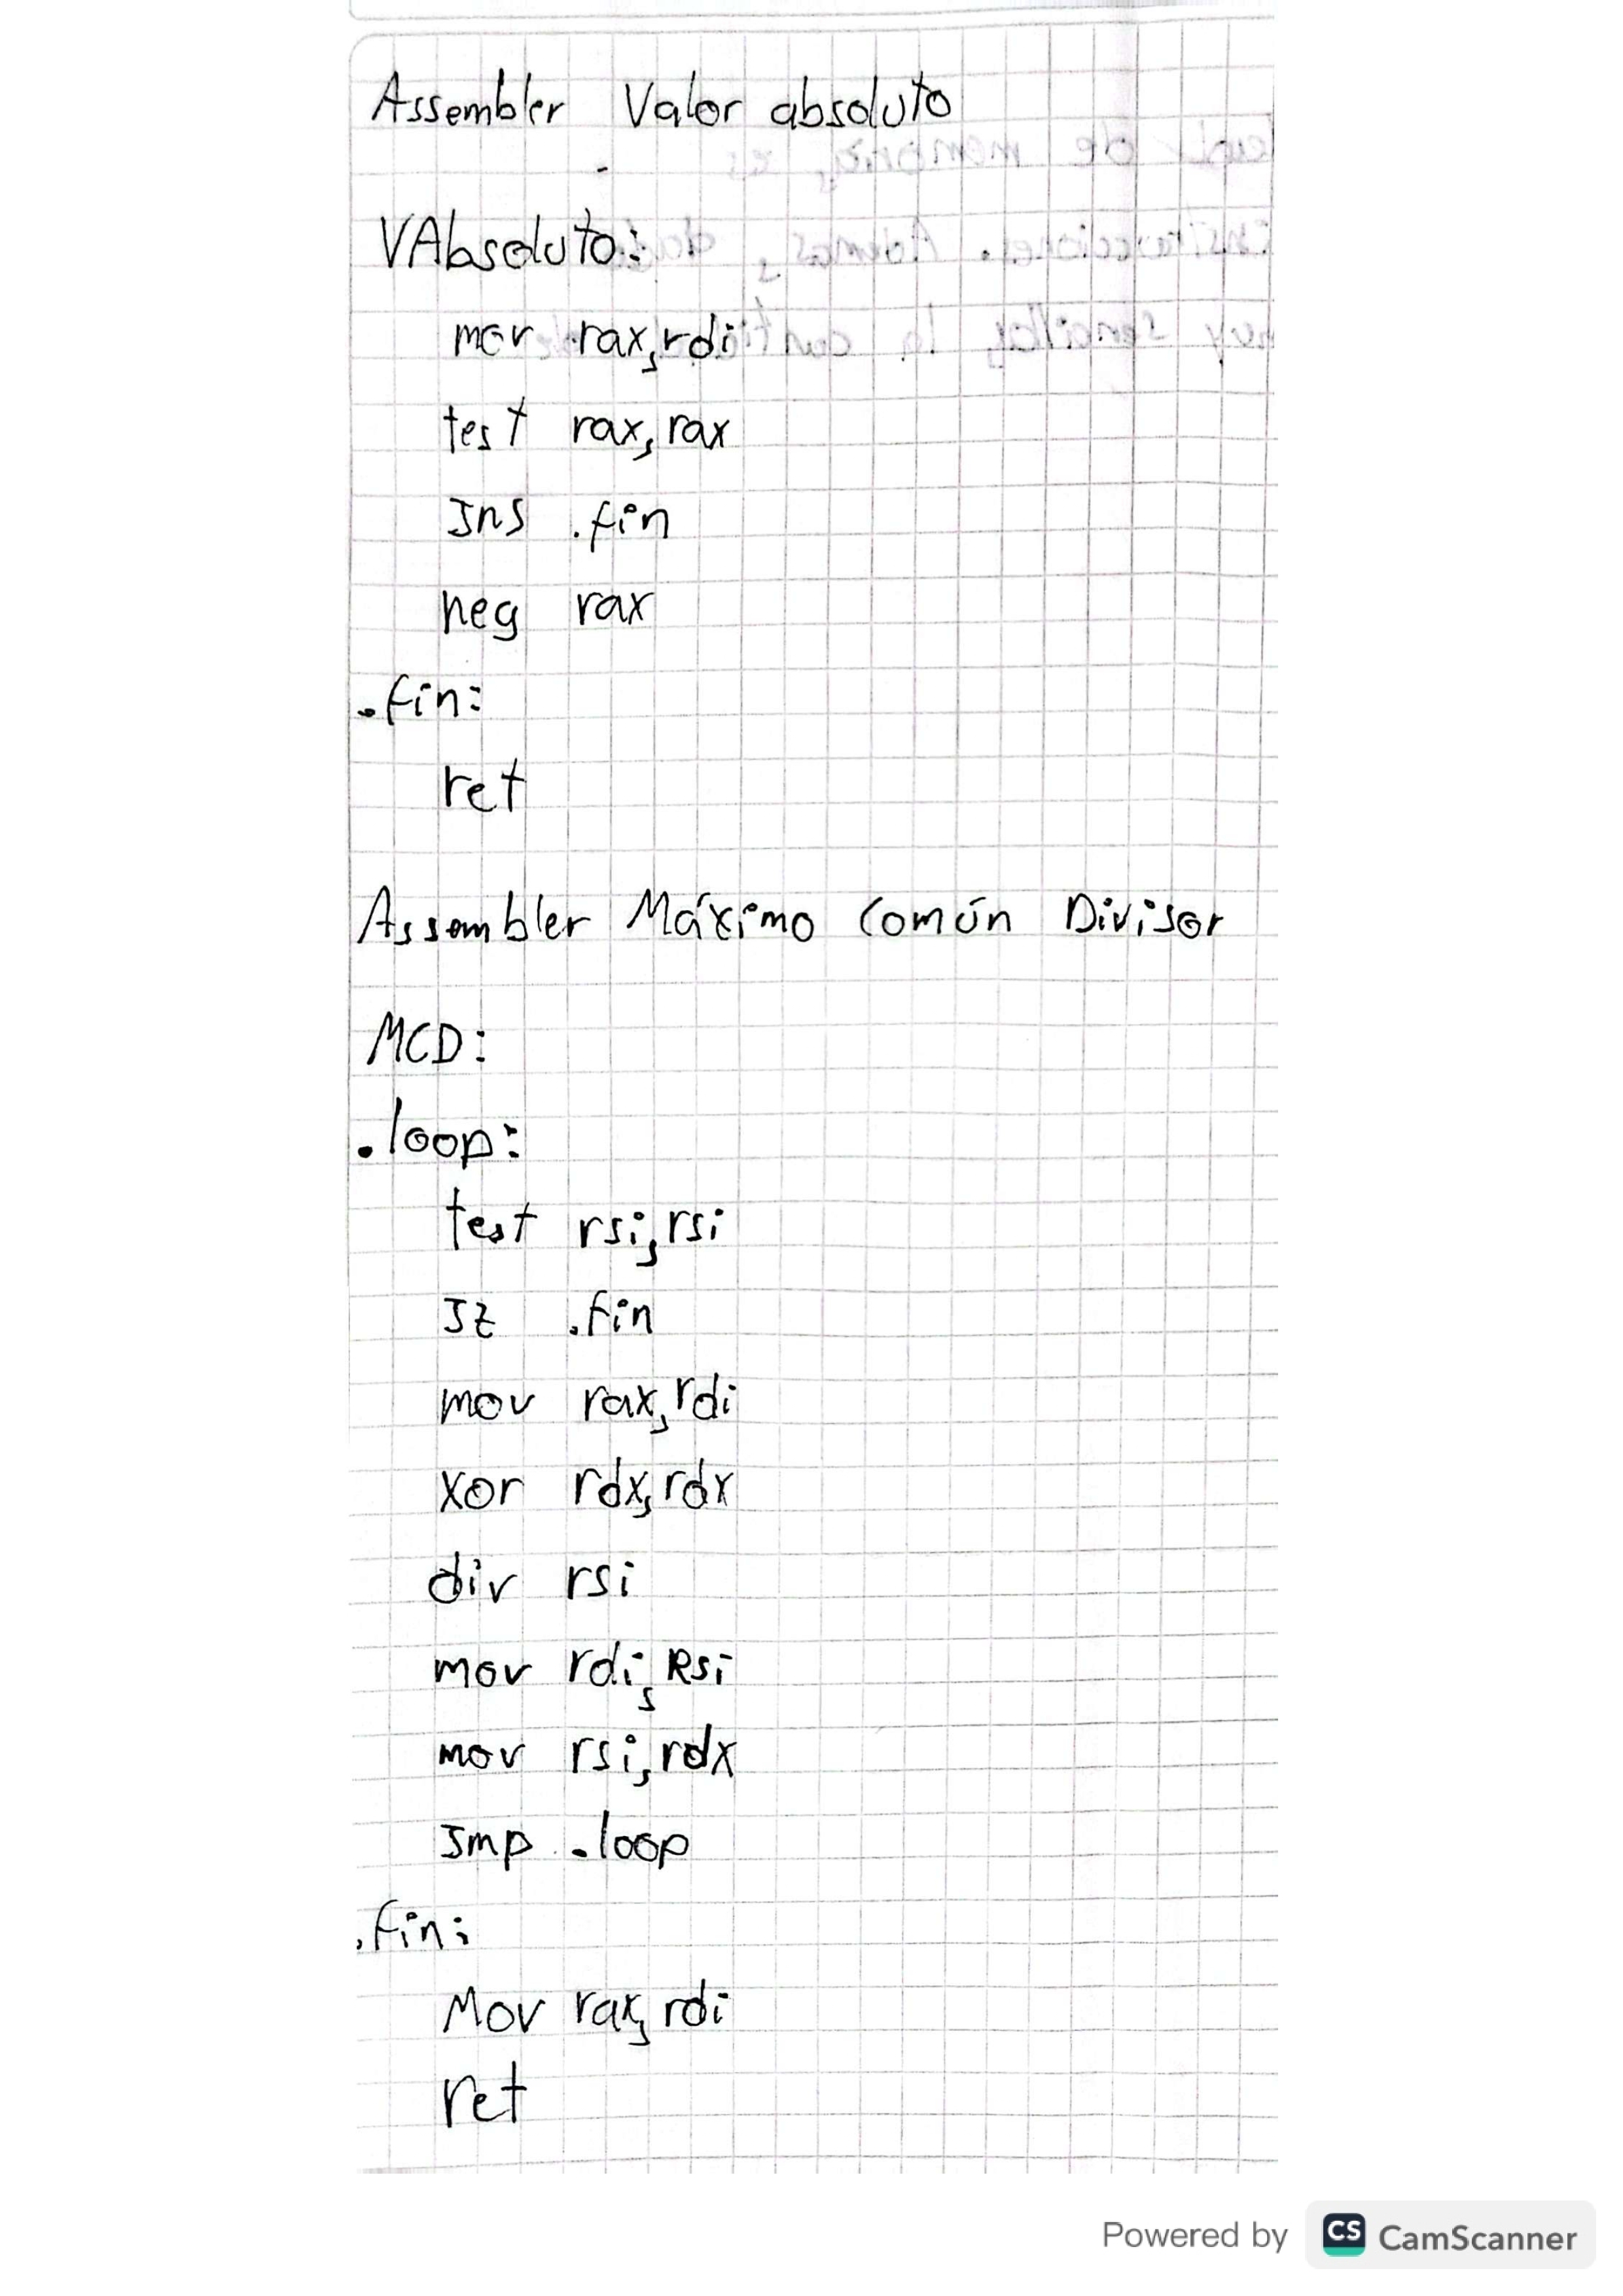 Assembler Valor absoluto
VAbsoluto:
mov rax,rdi
test rax,rax
Jns .fin
neg rax
.fin:
ret
Assembler Máximo Común Divisor
MCD:
.loop:
test rsi,rsi
Jz .fin
mov rax,rdi
xor rdx,rdx
div rsi
mov rdi,Rsi
mov rsi,rdx
Jmp .loop
.fin:
Mov rax,rdi
ret
Powered by CS CamScanner